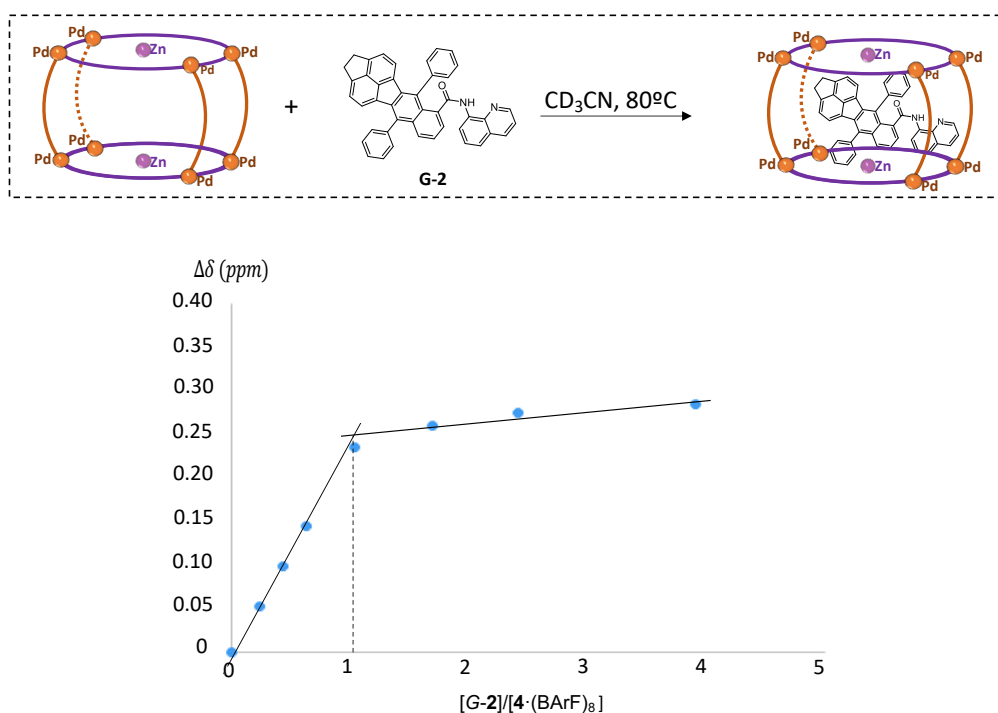 Pd
Zn
Pd
Pd
Pd
Pd
Pd
Zn
Pd
Pd
+
O
NH
N
G-2
CD₃CN, 80ºC
Pd
Zn
Pd
Pd
Pd
O
NH
N
Pd
Pd
Zn
Pd
Pd
Δδ (ppm)
0.40
0.35
0.30
0.25
0.20
0.15
0.10
0.05
0
0 1 2 3 4 5
[G-2]/[4·(BArF)₈]